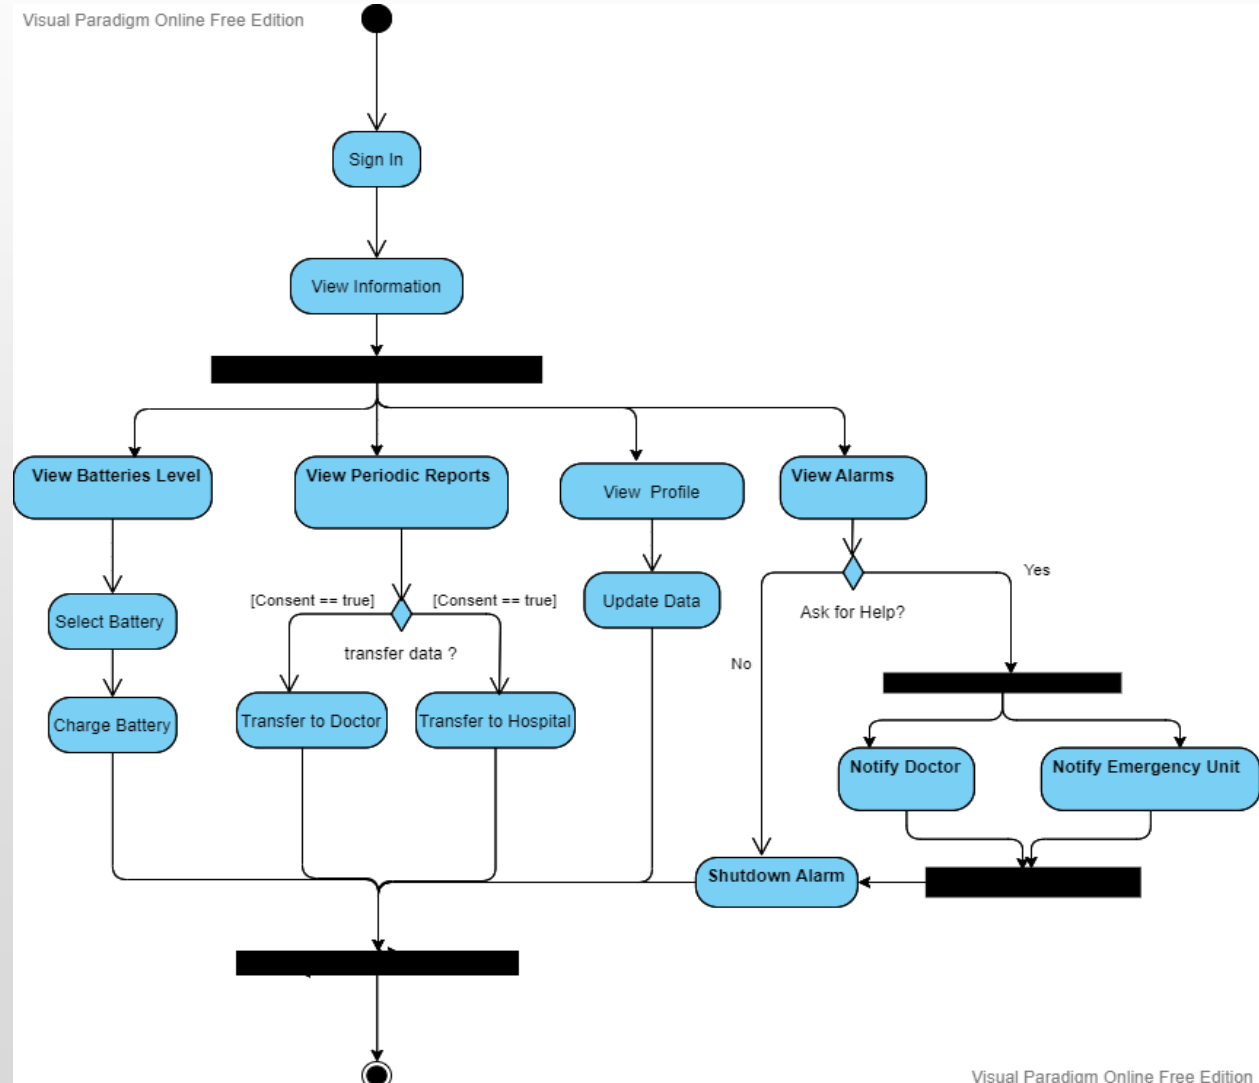 Visual Paradigm Online Free Edition
Sign In
View Information
View Batteries Level
View Periodic Reports
View  Profile
View Alarms
Yes
[Consent == true]
[Consent == true]
Select Battery
Update Data
Ask for Help?
transfer data ?
No
Charge Battery
Transfer to Doctor
Transfer to Hospital
Notify Doctor
Notify Emergency Unit
Shutdown Alarm
Visual Paradigm Online Free Edition